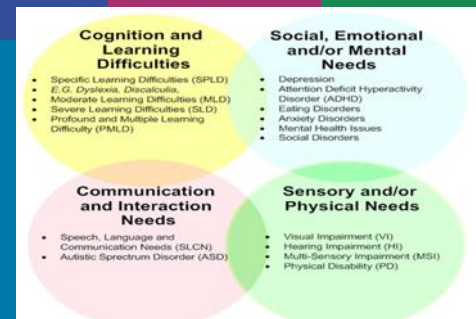 Cognition and
Learning
Difficulties
• Specific Learning Difficulties (SPLD)
• E.G. Dyslexia, Discalculia,
• Moderate Learning Difficulties (MLD)
• Severe Learning Difficulties (SLD)
• Profound and Multiple Learning
Difficulty (PMLD)
Social, Emotional
and/or Mental
Needs
• Depression
• Attention Deficit Hyperactivity
Disorder (ADHD)
• Eating Disorders
• Anxiety Disorders
• Mental Health Issues
• Social Disorders
Communication
and Interaction
Needs
• Speech, Language and
Communication Needs (SLCN)
• Autistic Spectrum Disorder (ASD)
Sensory and/or
Physical Needs
• Visual Impairment (VI)
• Hearing Impairment (HI)
• Multi-Sensory Impairment (MSI)
• Physical Disability (PD)